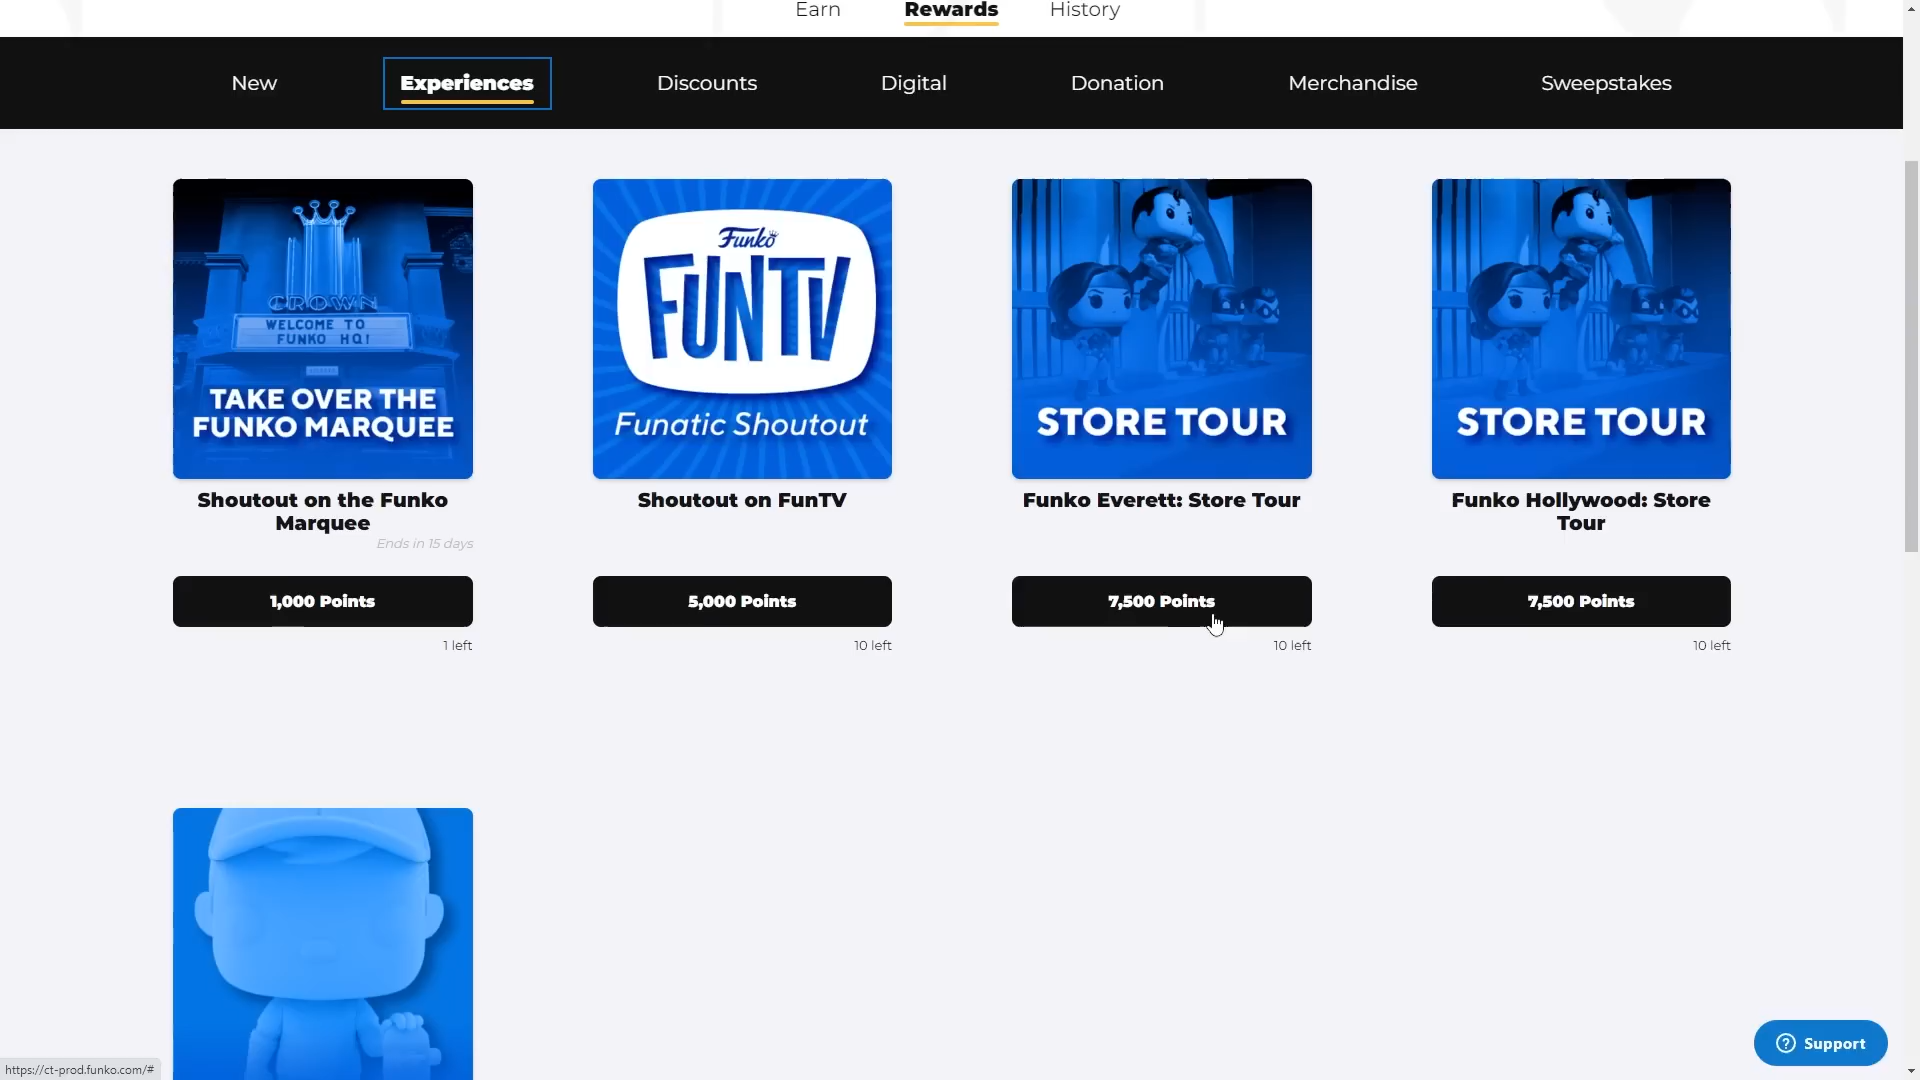 Earn Rewards History
New Experiences Discounts Digital Donation Merchandise Sweepstakes
CROWN
WELCOME TO
FUNKO HQ!
TAKE OVER THE
FUNKO MARQUEE
Funko
FUNTV
Funatic Shoutout
STORE TOUR
STORE TOUR
Shoutout on the Funko
Marquee
Ends in 15 days
Shoutout on FunTV
Funko Everett: Store Tour
Funko Hollywood: Store
Tour
1,000 Points
5,000 Points
7,500 Points
7,500 Points
1 left
10 left
10 left
10 left
? Support
https://ct-prod.funko.com/#